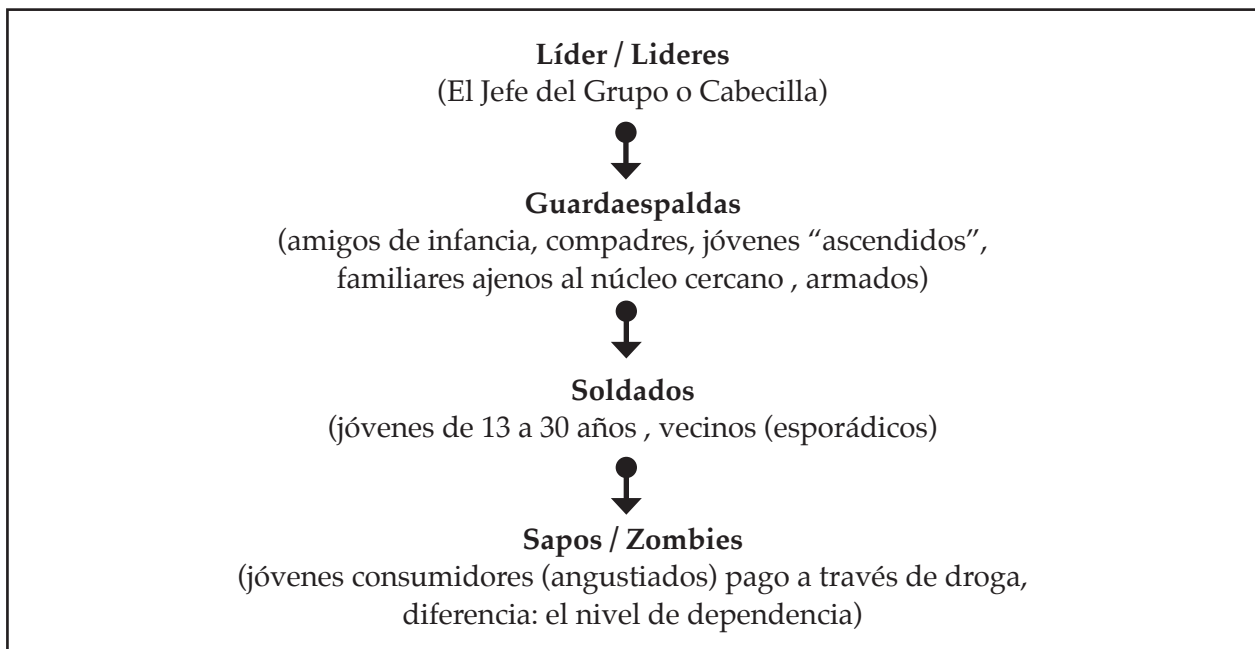 Líder / Lideres
(El Jefe del Grupo o Cabecilla)
Guardaespaldas
(amigos de infancia, compadres, jóvenes “ascendidos”,
familiares ajenos al núcleo cercano , armados)
Soldados
(jóvenes de 13 a 30 años , vecinos (esporádicos)
Sapos / Zombies
(jóvenes consumidores (angustiados) pago a través de droga,
diferencia: el nivel de dependencia)